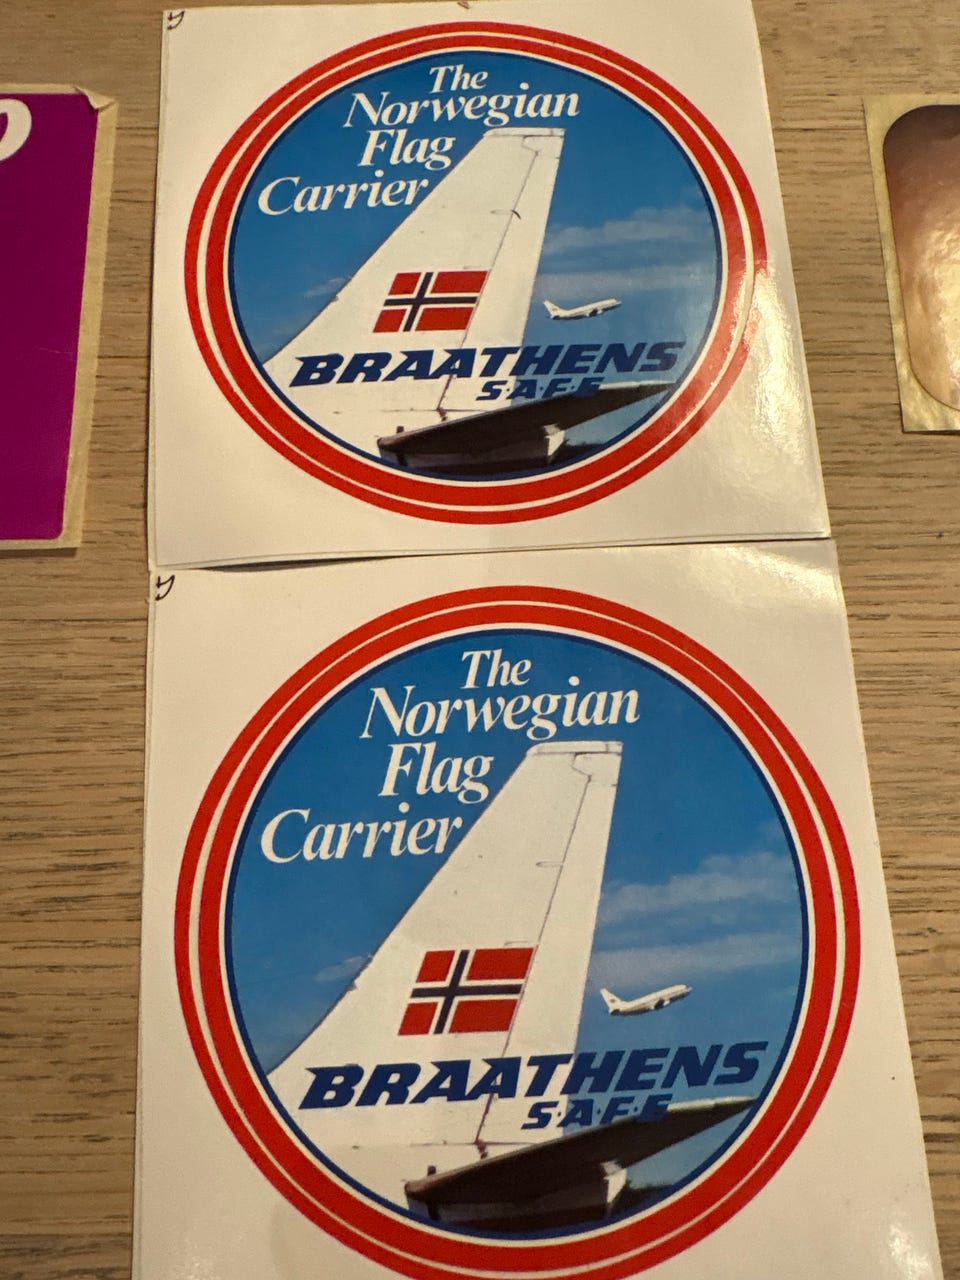 The
Norwegian
Flag
Carrier
BRAATHENS
S·A·F·E
The
Norwegian
Flag
Carrier
BRAATHENS
S·A·F·E